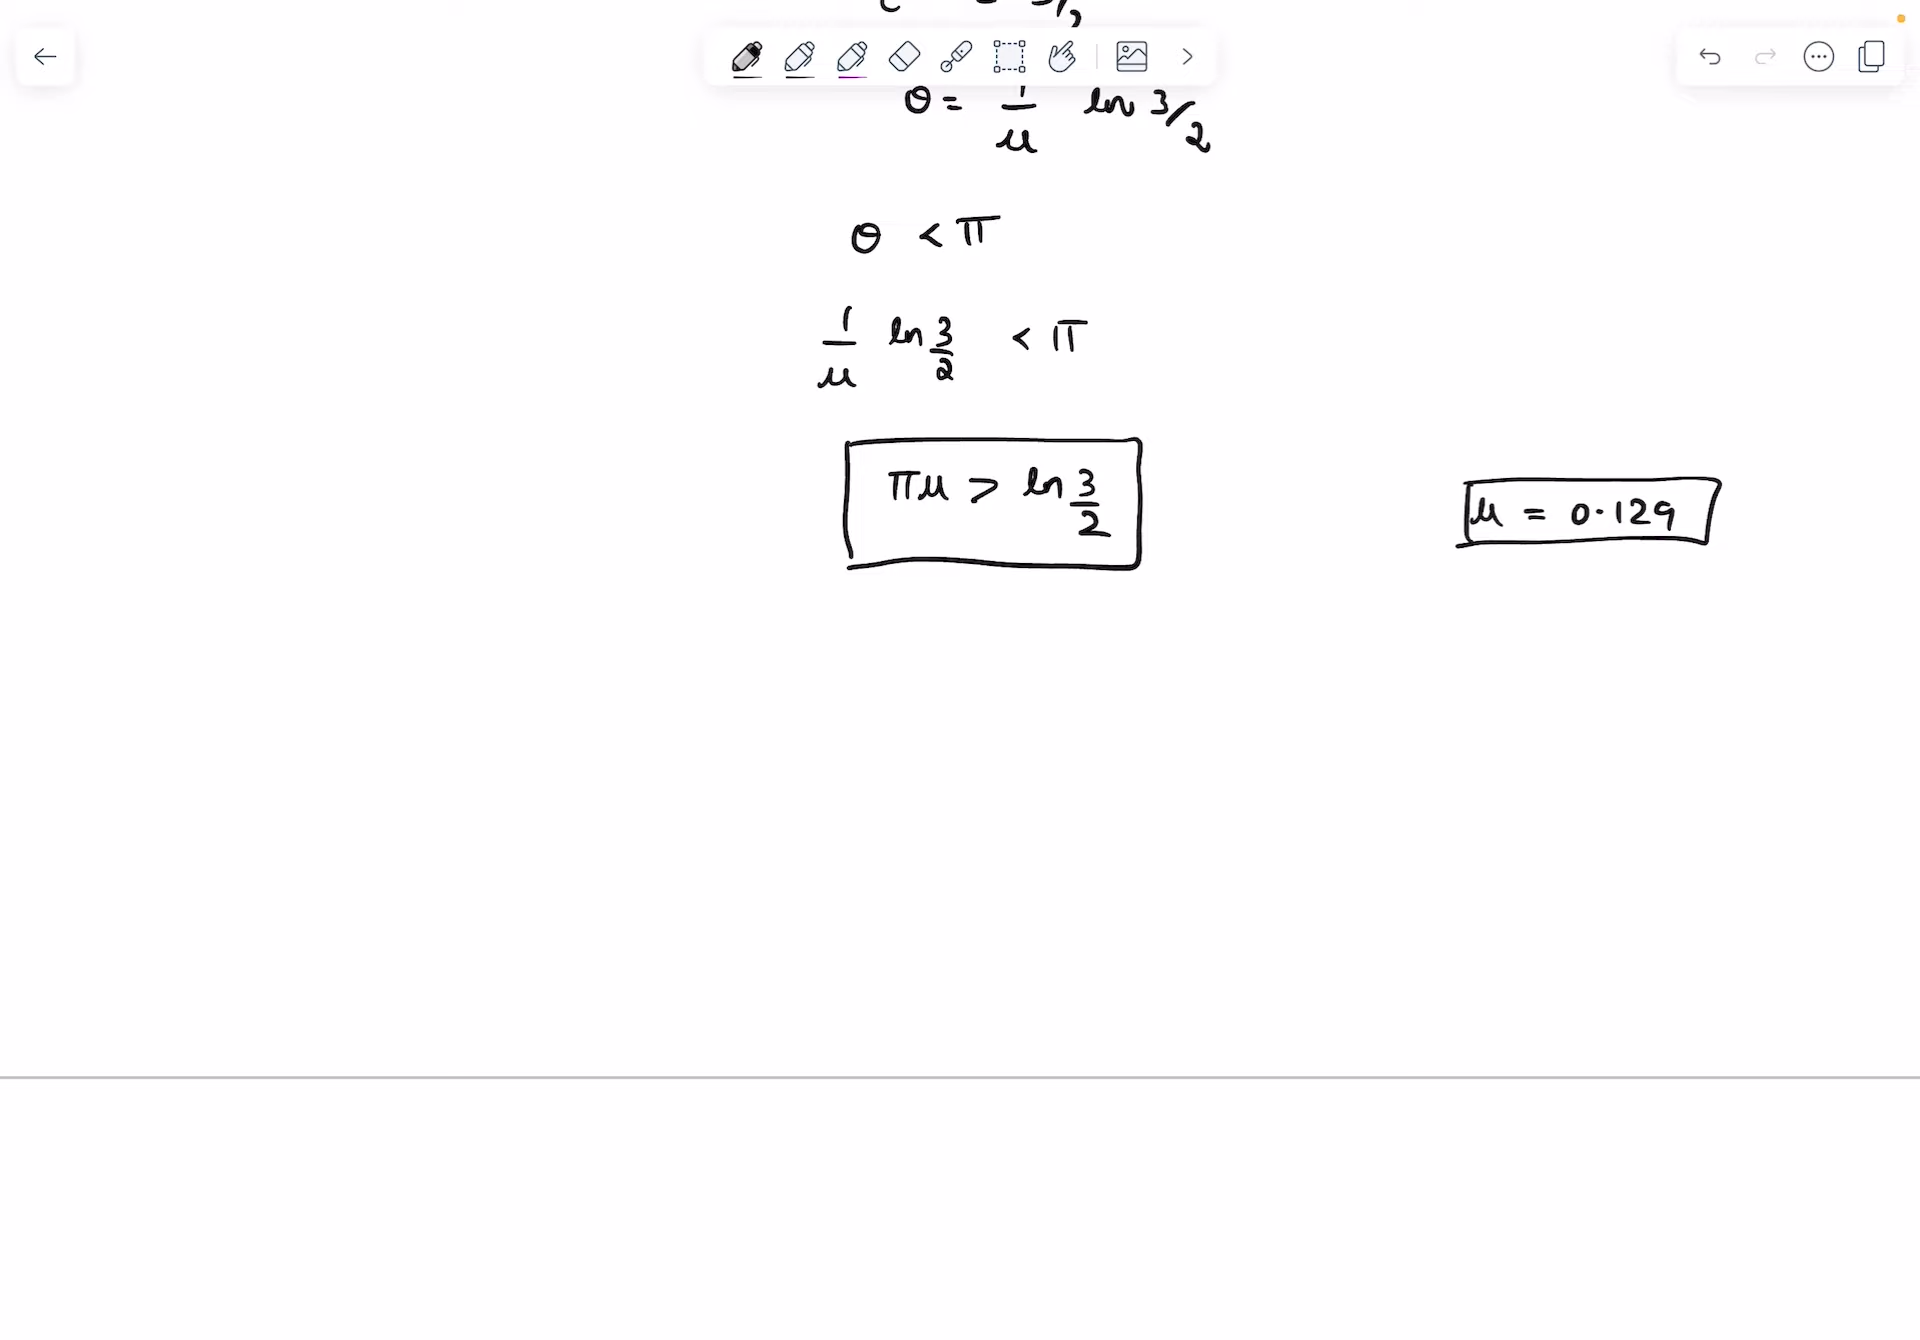 θ = 1/μ ln 3/2
θ < π
1/μ ln 3/2 < π
πμ > ln 3/2
μ = 0.129